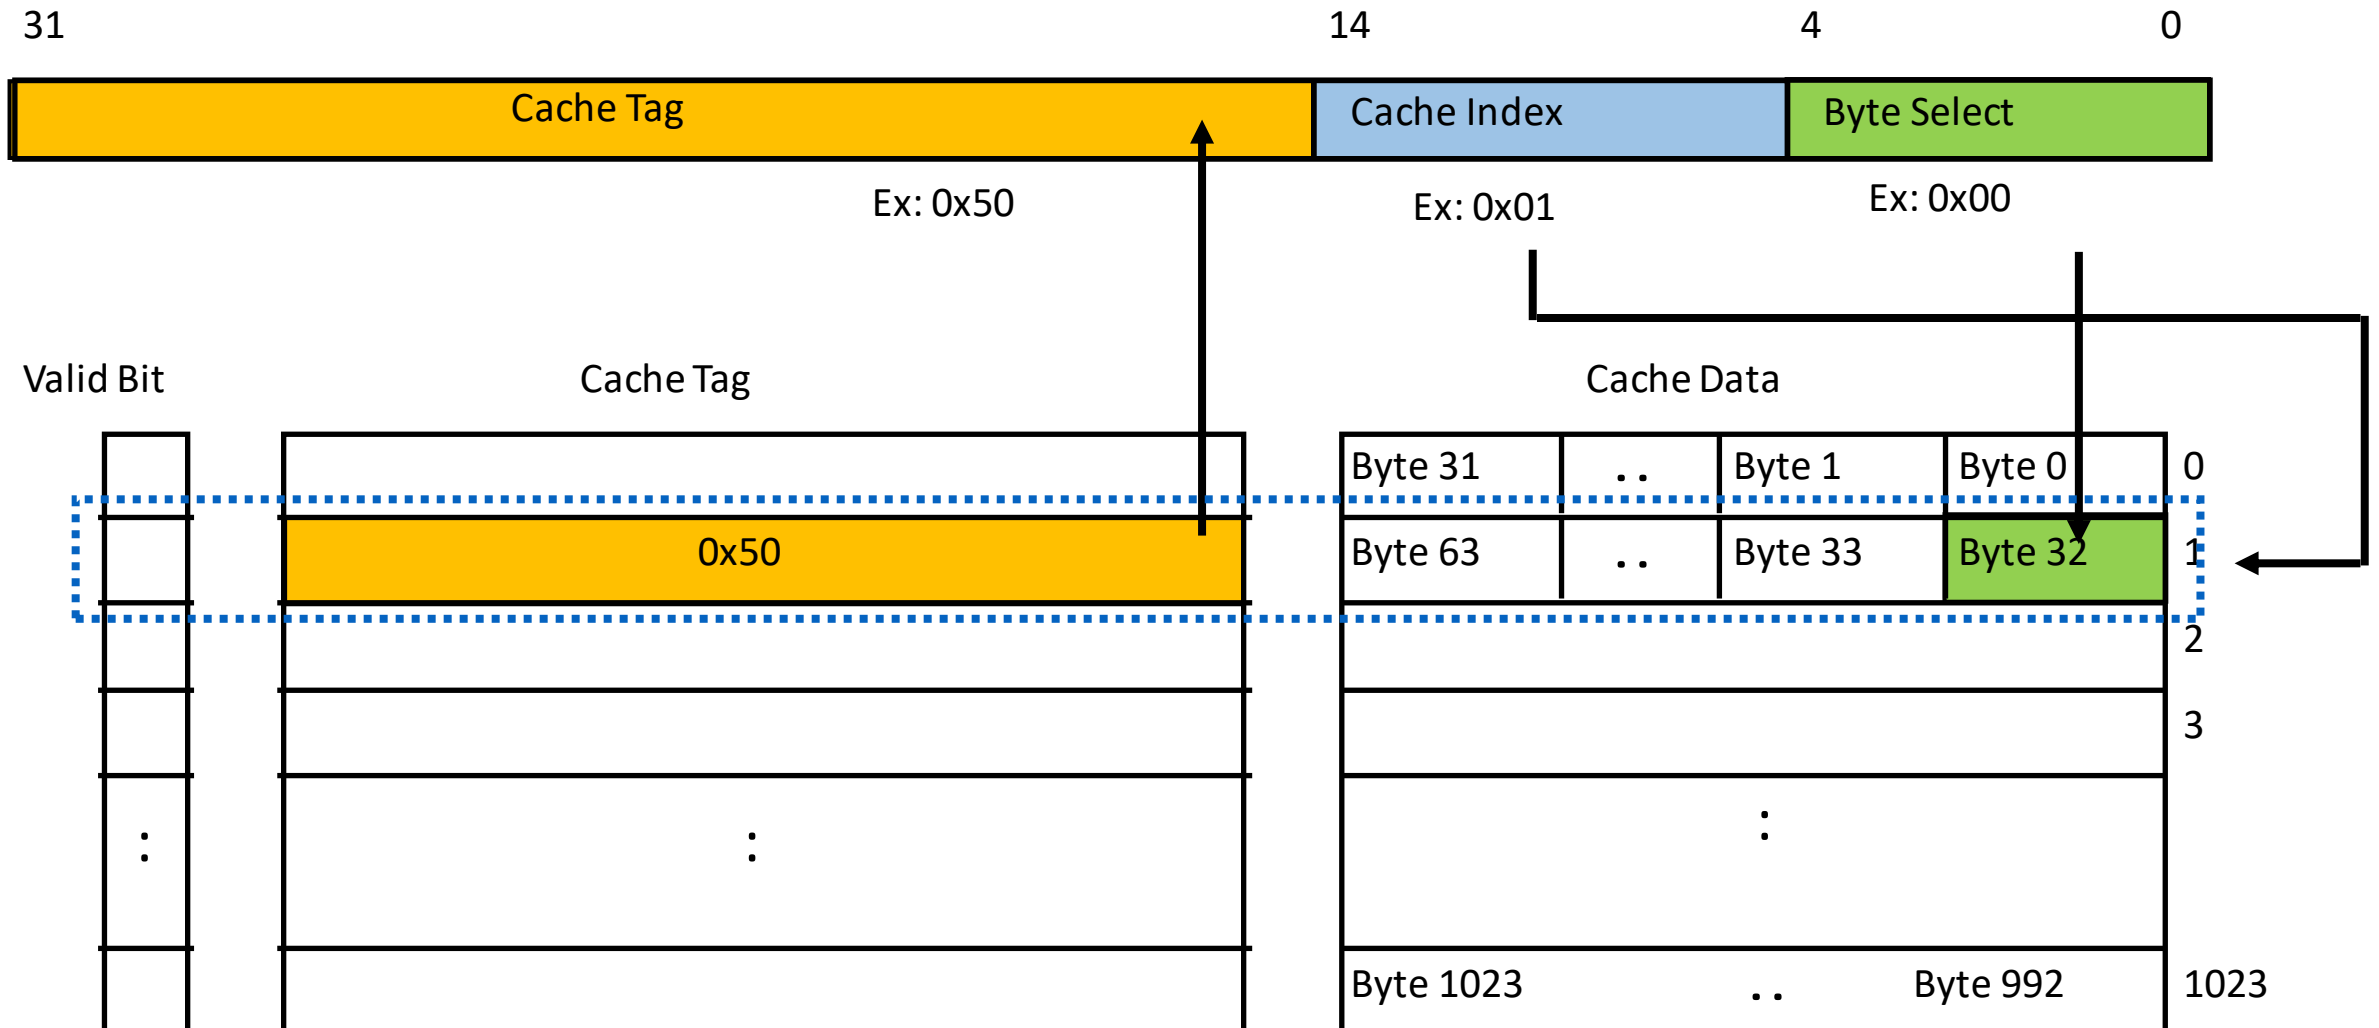 31 14 4 0
Cache Tag Cache Index Byte Select
Ex: 0x50 Ex: 0x01 Ex: 0x00
Valid Bit Cache Tag Cache Data
Byte 31 .. Byte 1 Byte 0 0
0x50 Byte 63 .. Byte 33 Byte 32 1
2
3
: : :
Byte 1023 .. Byte 992 1023